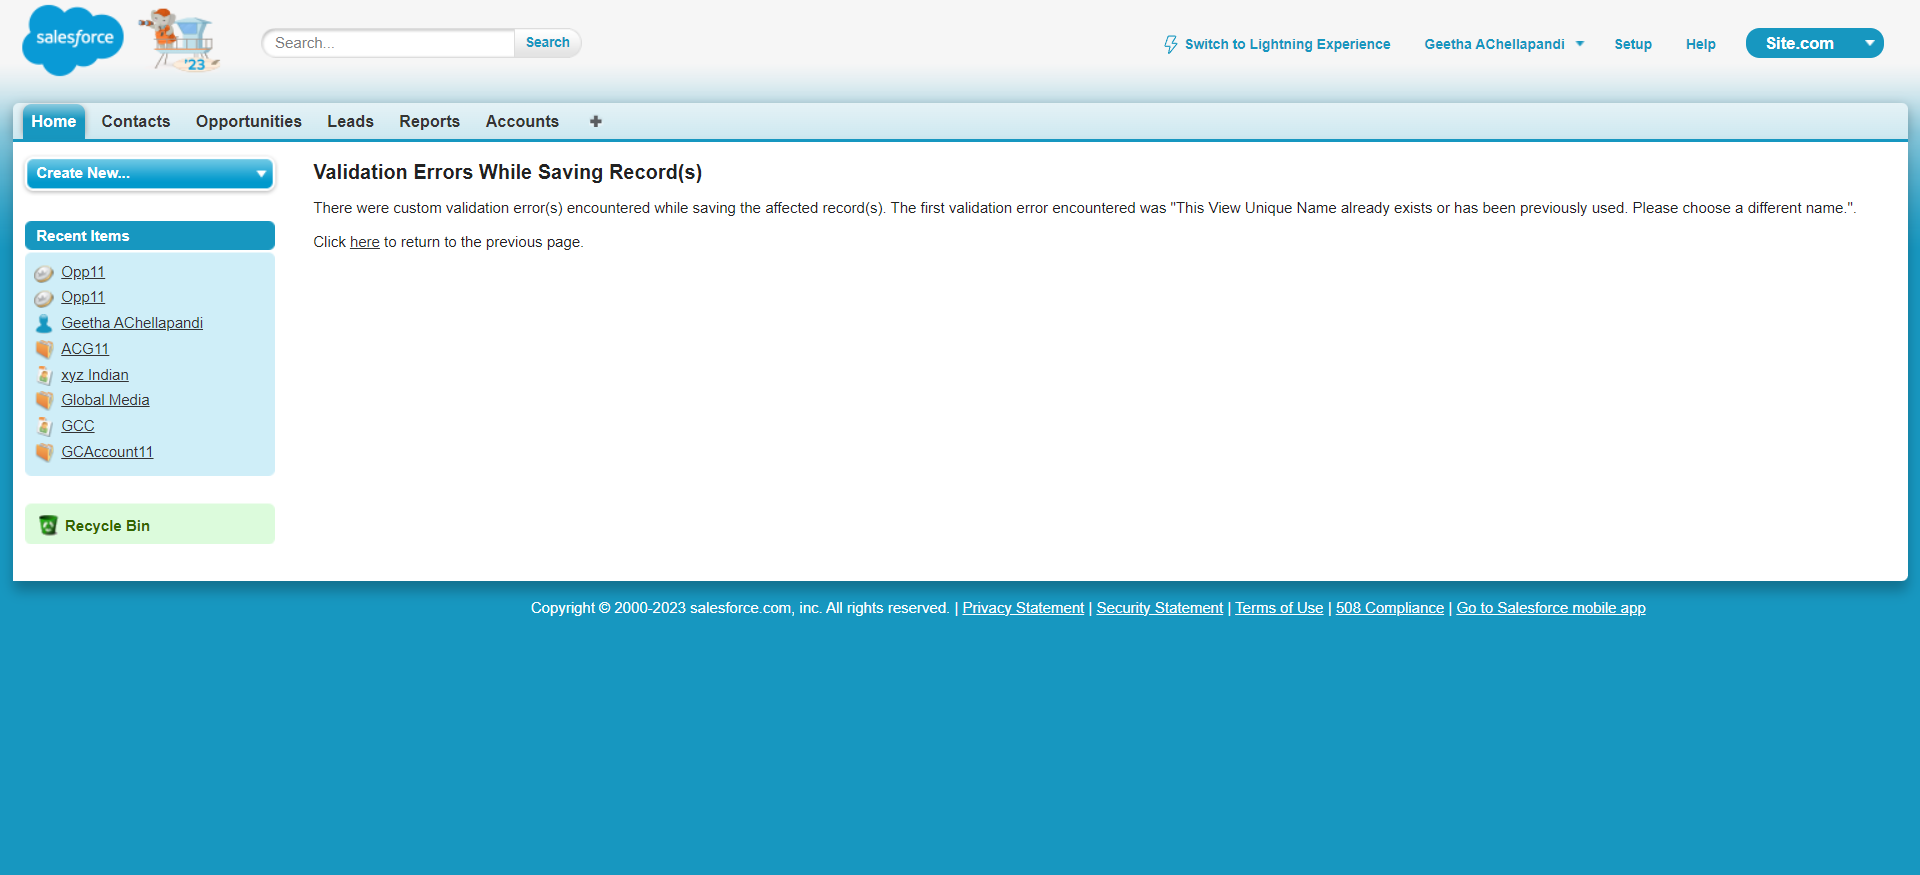 salesforce
'23
Search...
Search
Switch to Lightning Experience
Geetha AChellapandi
Setup
Help
Site.com
Home
Contacts
Opportunities
Leads
Reports
Accounts
+
Create New...
Recent Items
Opp11
Opp11
Geetha AChellapandi
ACG11
xyz Indian
Global Media
GCC
GCAccount11
Recycle Bin
Validation Errors While Saving Record(s)
There were custom validation error(s) encountered while saving the affected record(s). The first validation error encountered was "This View Unique Name already exists or has been previously used. Please choose a different name.".
Click here to return to the previous page.
Copyright © 2000-2023 salesforce.com, inc. All rights reserved. | Privacy Statement | Security Statement | Terms of Use | 508 Compliance | Go to Salesforce mobile app